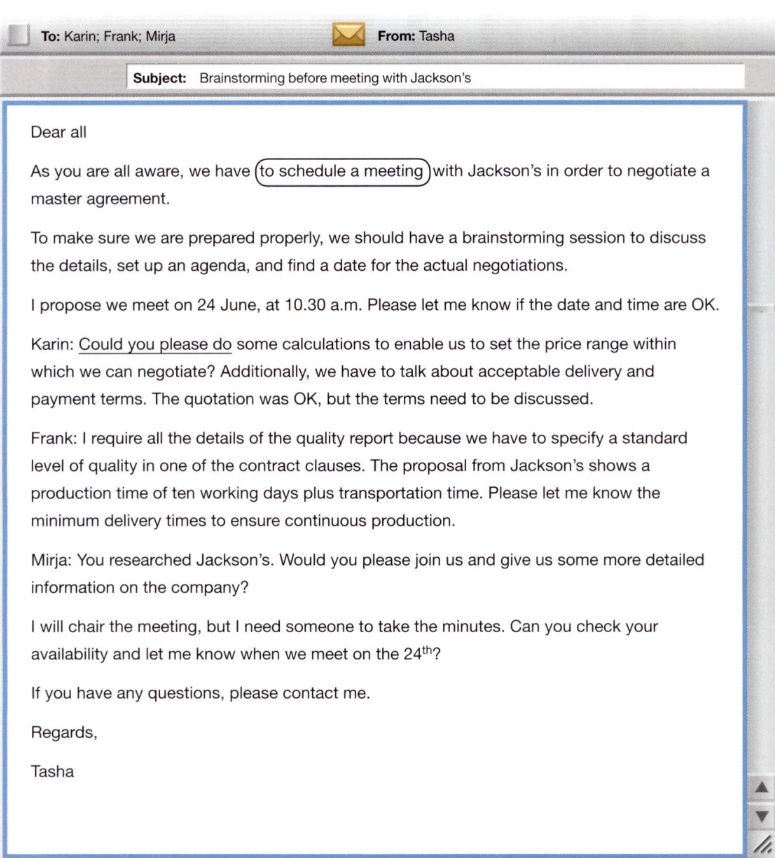 To: Karin; Frank; Mirja From: Tasha
Subject: Brainstorming before meeting with Jackson's
Dear all
As you are all aware, we have to schedule a meeting with Jackson's in order to negotiate a
master agreement.
To make sure we are prepared properly, we should have a brainstorming session to discuss
the details, set up an agenda, and find a date for the actual negotiations.
I propose we meet on 24 June, at 10.30 a.m. Please let me know if the date and time are OK.
Karin: Could you please do some calculations to enable us to set the price range within
which we can negotiate? Additionally, we have to talk about acceptable delivery and
payment terms. The quotation was OK, but the terms need to be discussed.
Frank: I require all the details of the quality report because we have to specify a standard
level of quality in one of the contract clauses. The proposal from Jackson's shows a
production time of ten working days plus transportation time. Please let me know the
minimum delivery times to ensure continuous production.
Mirja: You researched Jackson's. Would you please join us and give us some more detailed
information on the company?
I will chair the meeting, but I need someone to take the minutes. Can you check your
availability and let me know when we meet on the 24th?
If you have any questions, please contact me.
Regards,
Tasha